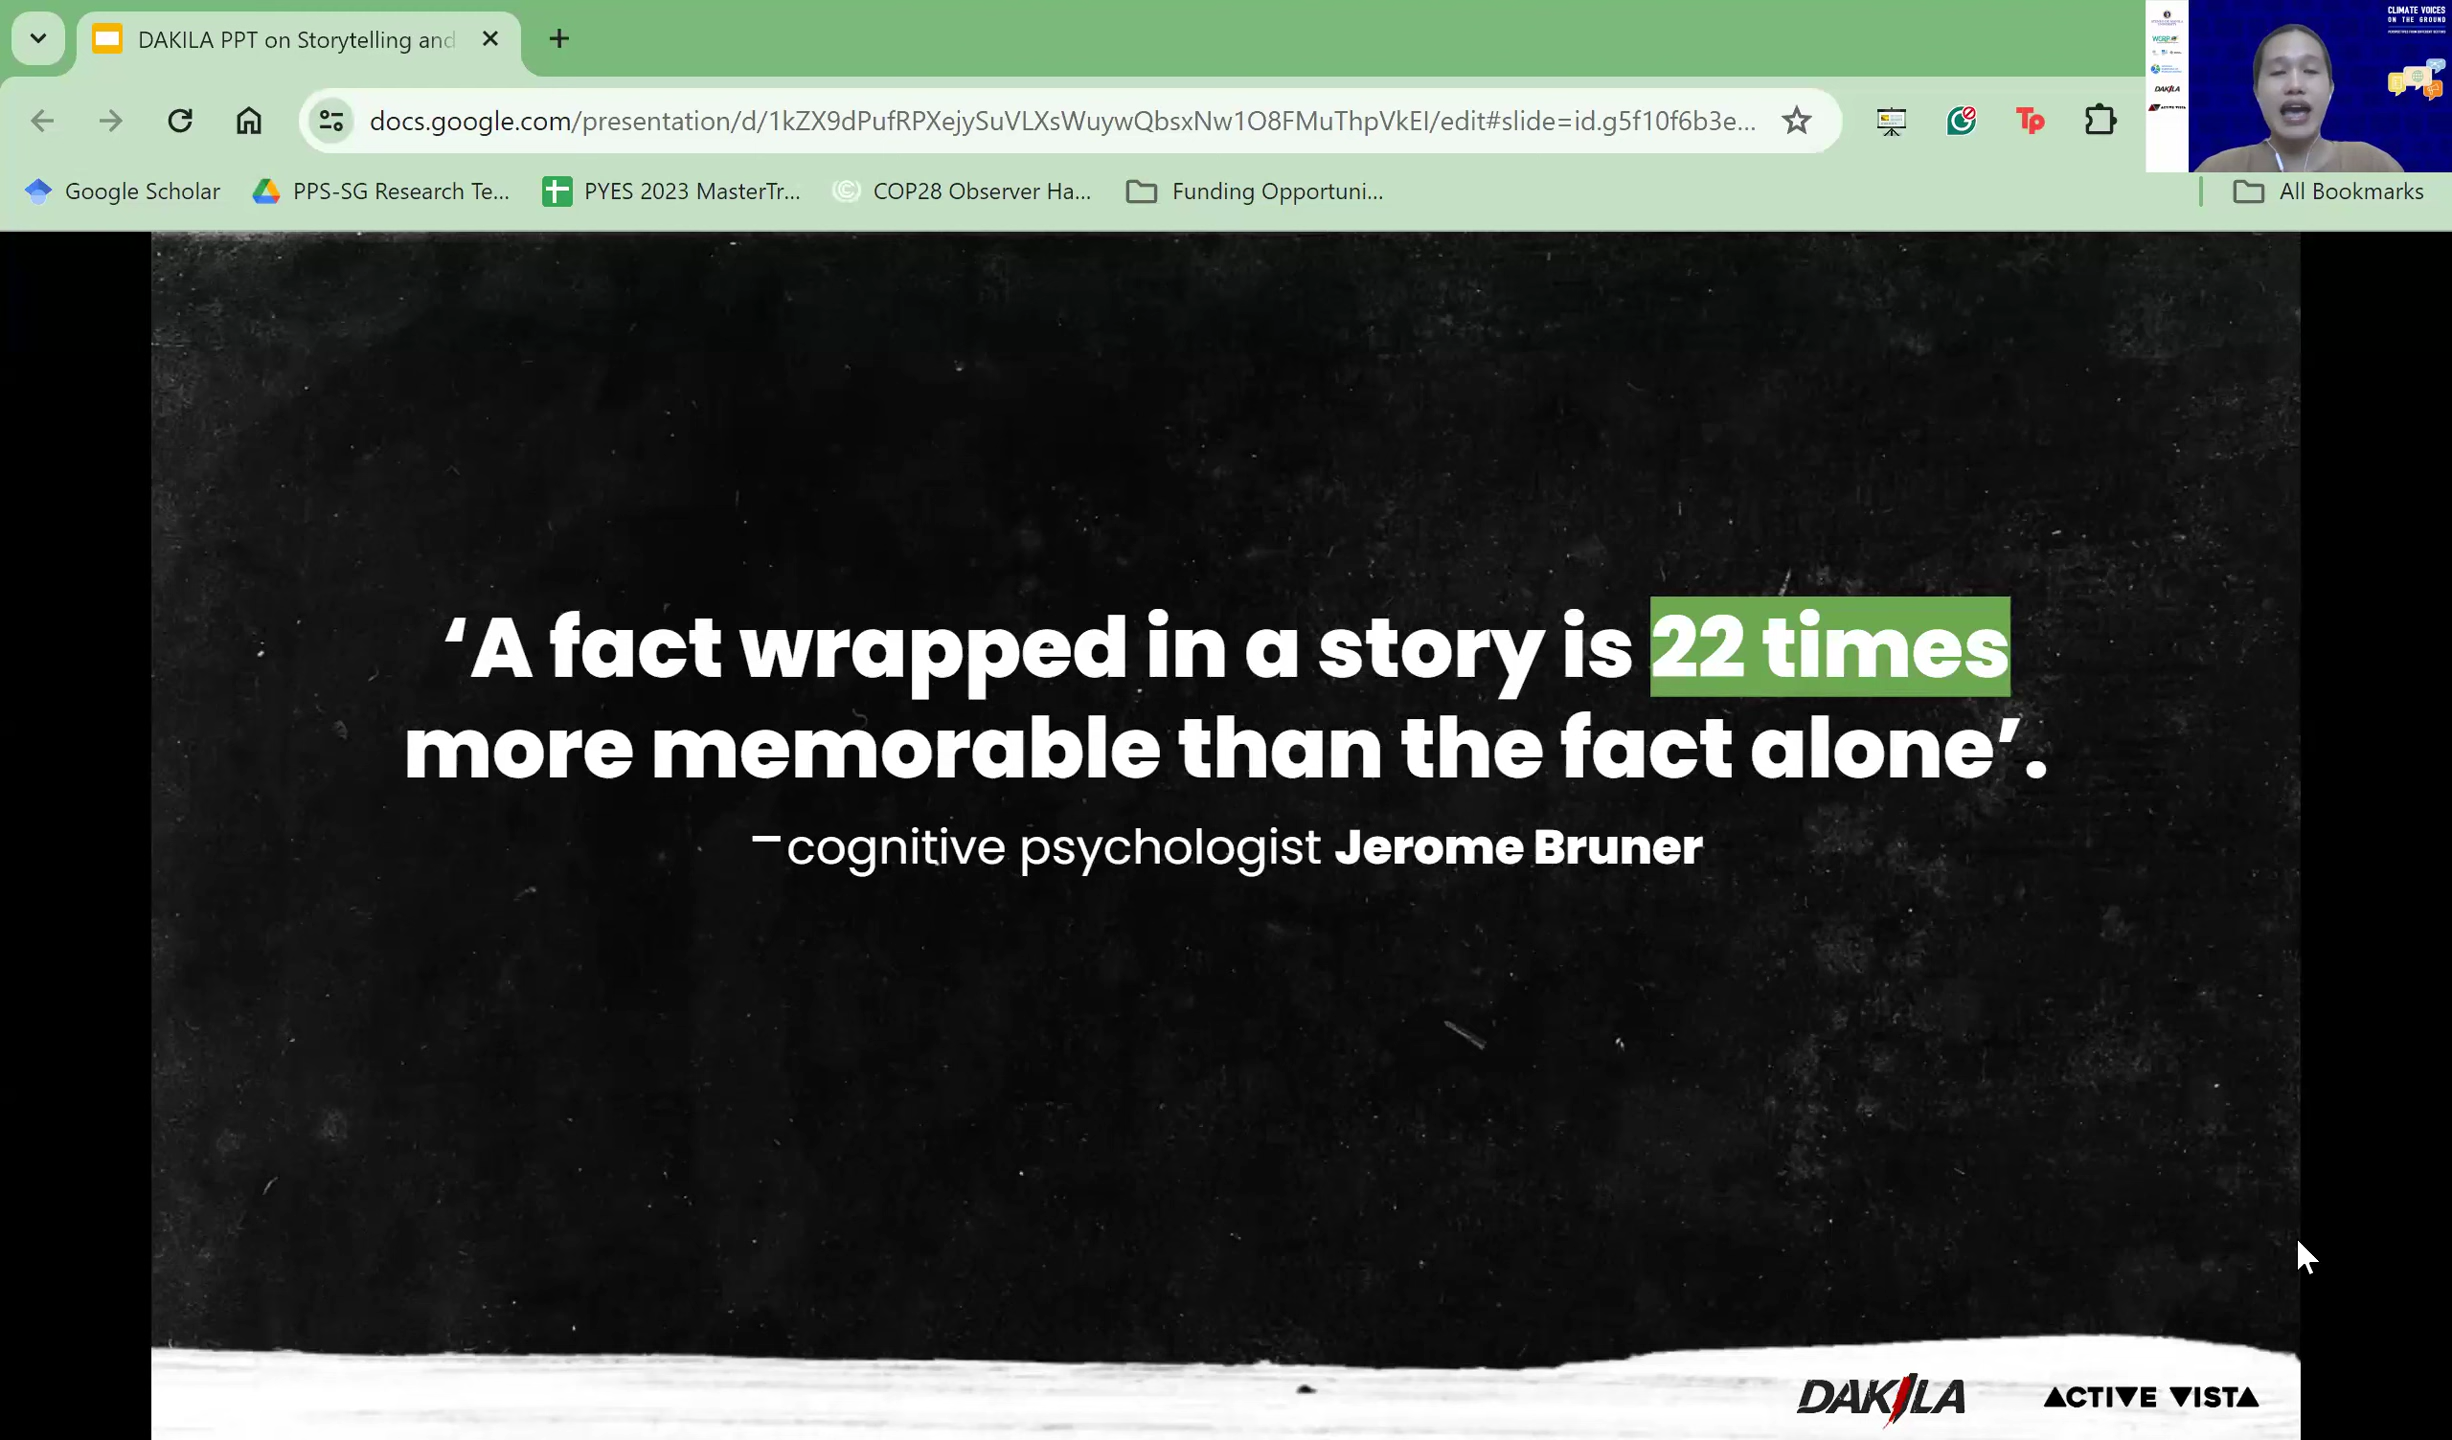 DAKILA PPT on Storytelling and
docs.google.com/presentation/d/1kZX9dPufRPXejySuVLXsWuywQbsxNw1O8FMuThpVkEI/edit#slide=id.g5f10f6b3e...
Tp
Google Scholar
PPS-SG Research Te...
PYES 2023 MasterTr...
COP28 Observer Ha...
Funding Opportuni...
All Bookmarks
CLIMATE VOICES
ON THE GROUND
DAKILA
‘A fact wrapped in a story is 22 times
more memorable than the fact alone’.
–cognitive psychologist Jerome Bruner
DAKILA
ACTIVE VISTA